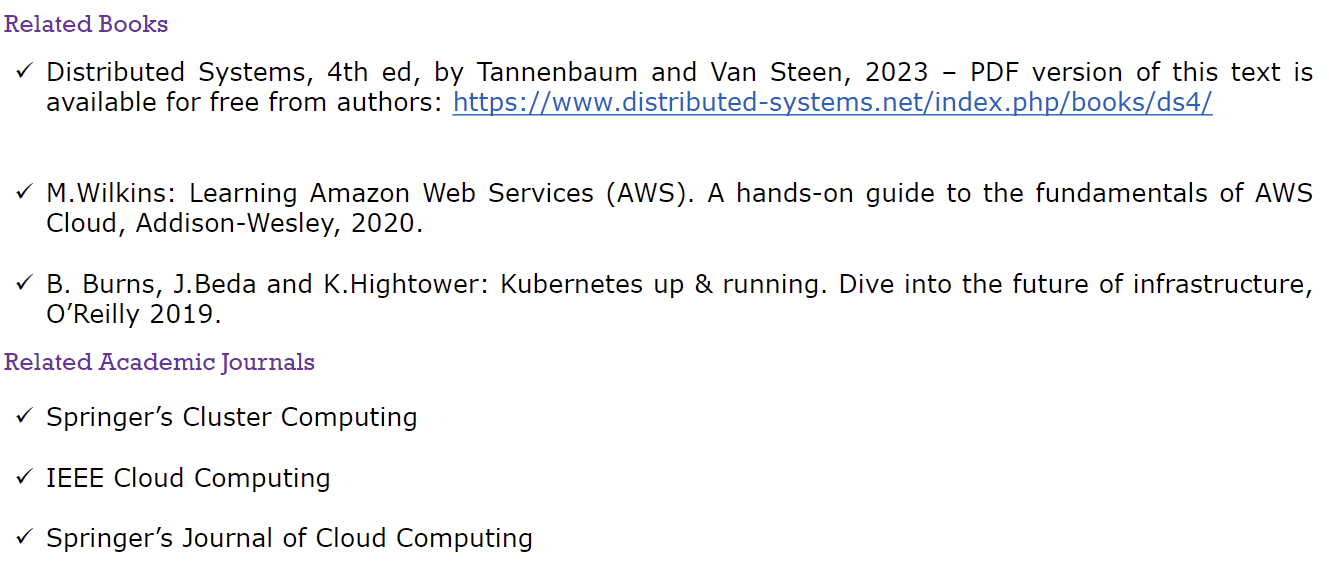 Related Books
✓ Distributed Systems, 4th ed, by Tannenbaum and Van Steen, 2023 – PDF version of this text is
available for free from authors: https://www.distributed-systems.net/index.php/books/ds4/
✓ M.Wilkins: Learning Amazon Web Services (AWS). A hands-on guide to the fundamentals of AWS
Cloud, Addison-Wesley, 2020.
✓ B. Burns, J.Beda and K.Hightower: Kubernetes up & running. Dive into the future of infrastructure,
O’Reilly 2019.
Related Academic Journals
✓ Springer’s Cluster Computing
✓ IEEE Cloud Computing
✓ Springer’s Journal of Cloud Computing